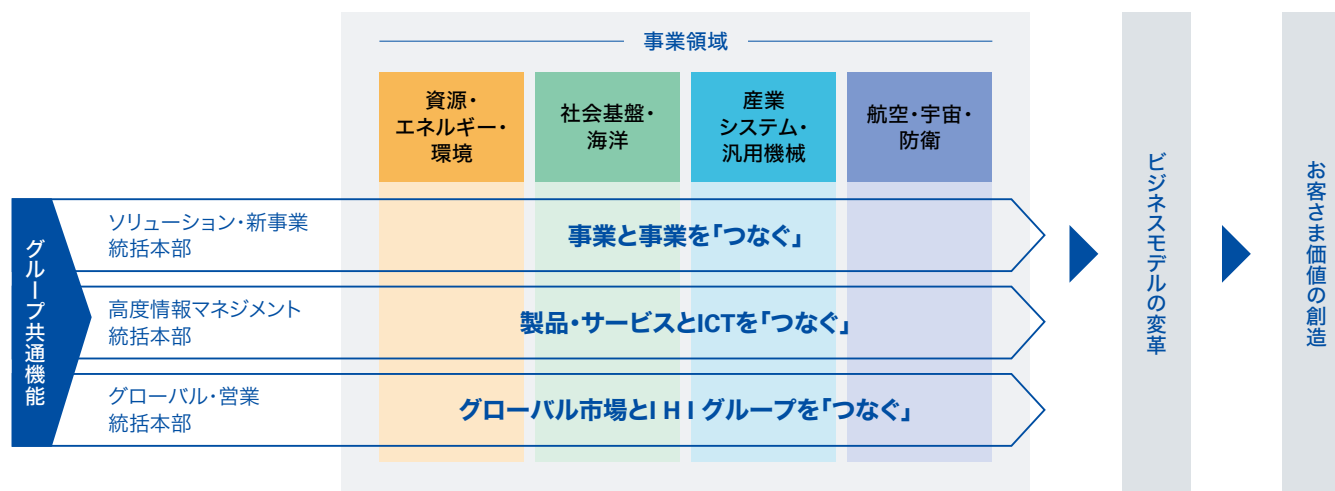 事業領域
資源・
エネルギー・
環境
社会基盤・
海洋
産業
システム・
汎用機械
航空・宇宙・
防衛
グループ共通機能
ソリューション・新事業
統括本部
事業と事業を「つなぐ」
高度情報マネジメント
統括本部
製品・サービスとICTを「つなぐ」
グローバル・営業
統括本部
グローバル市場とIHIグループを「つなぐ」
ビジネスモデルの変革
お客さま価値の創造